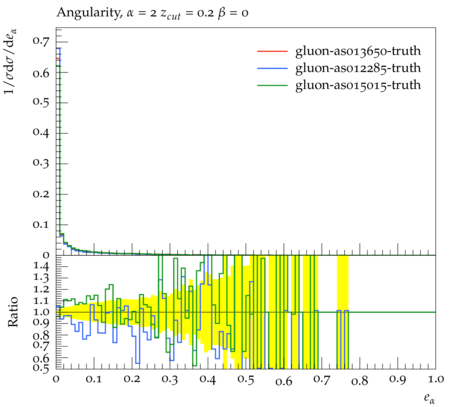 Angularity, α = 2 z_cut = 0.2 β = 0
1/σdσ/de_α
gluon-as013650-truth
gluon-as012285-truth
gluon-as015015-truth
0.7
0.6
0.5
0.4
0.3
0.2
0.1
0
Ratio
1.4
1.3
1.2
1.1
1.0
0.9
0.8
0.7
0.6
0.5
0 0.1 0.2 0.3 0.4 0.5 0.6 0.7 0.8 0.9 1.0
e_α